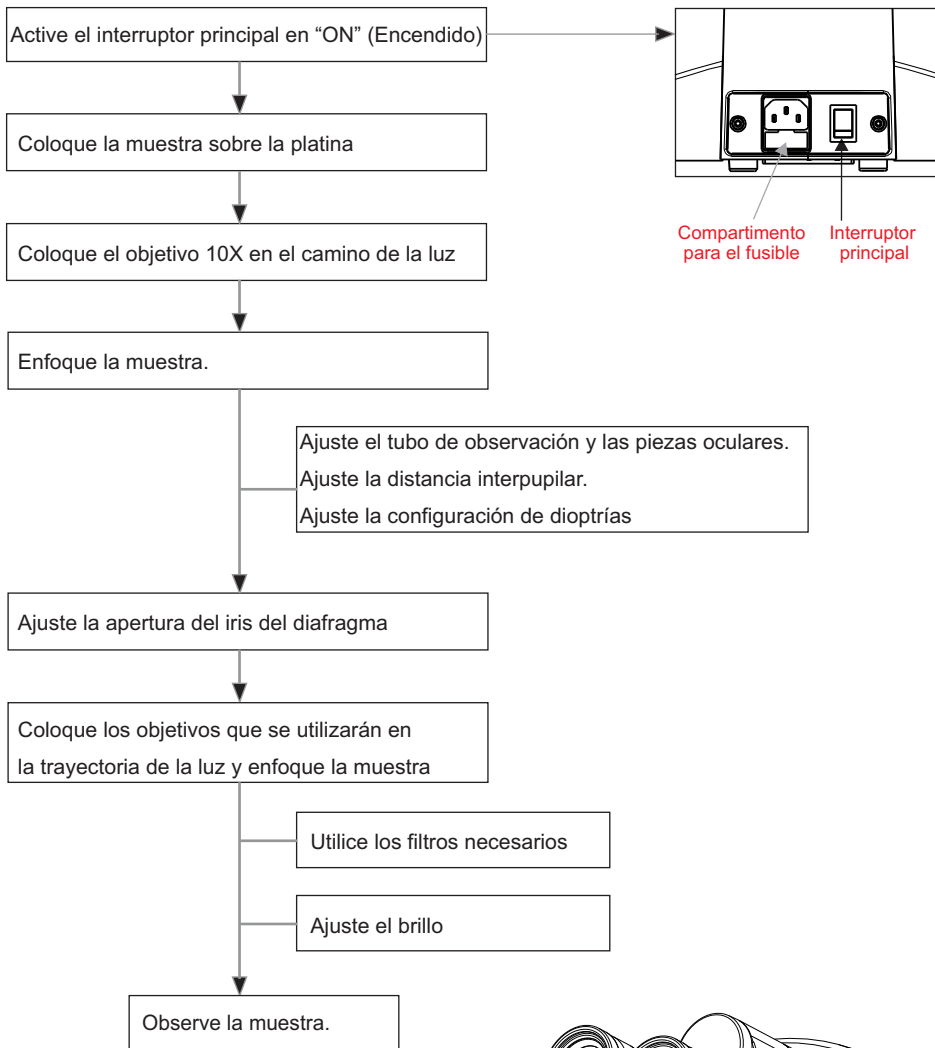 Active el interruptor principal en “ON” (Encendido)
Coloque la muestra sobre la platina
Coloque el objetivo 10X en el camino de la luz
Compartimento
para el fusible
Interruptor
principal
Enfoque la muestra.
Ajuste el tubo de observación y las piezas oculares.
Ajuste la distancia interpupilar.
Ajuste la configuración de dioptrías
Ajuste la apertura del iris del diafragma
Coloque los objetivos que se utilizarán en
la trayectoria de la luz y enfoque la muestra
Utilice los filtros necesarios
Ajuste el brillo
Observe la muestra.